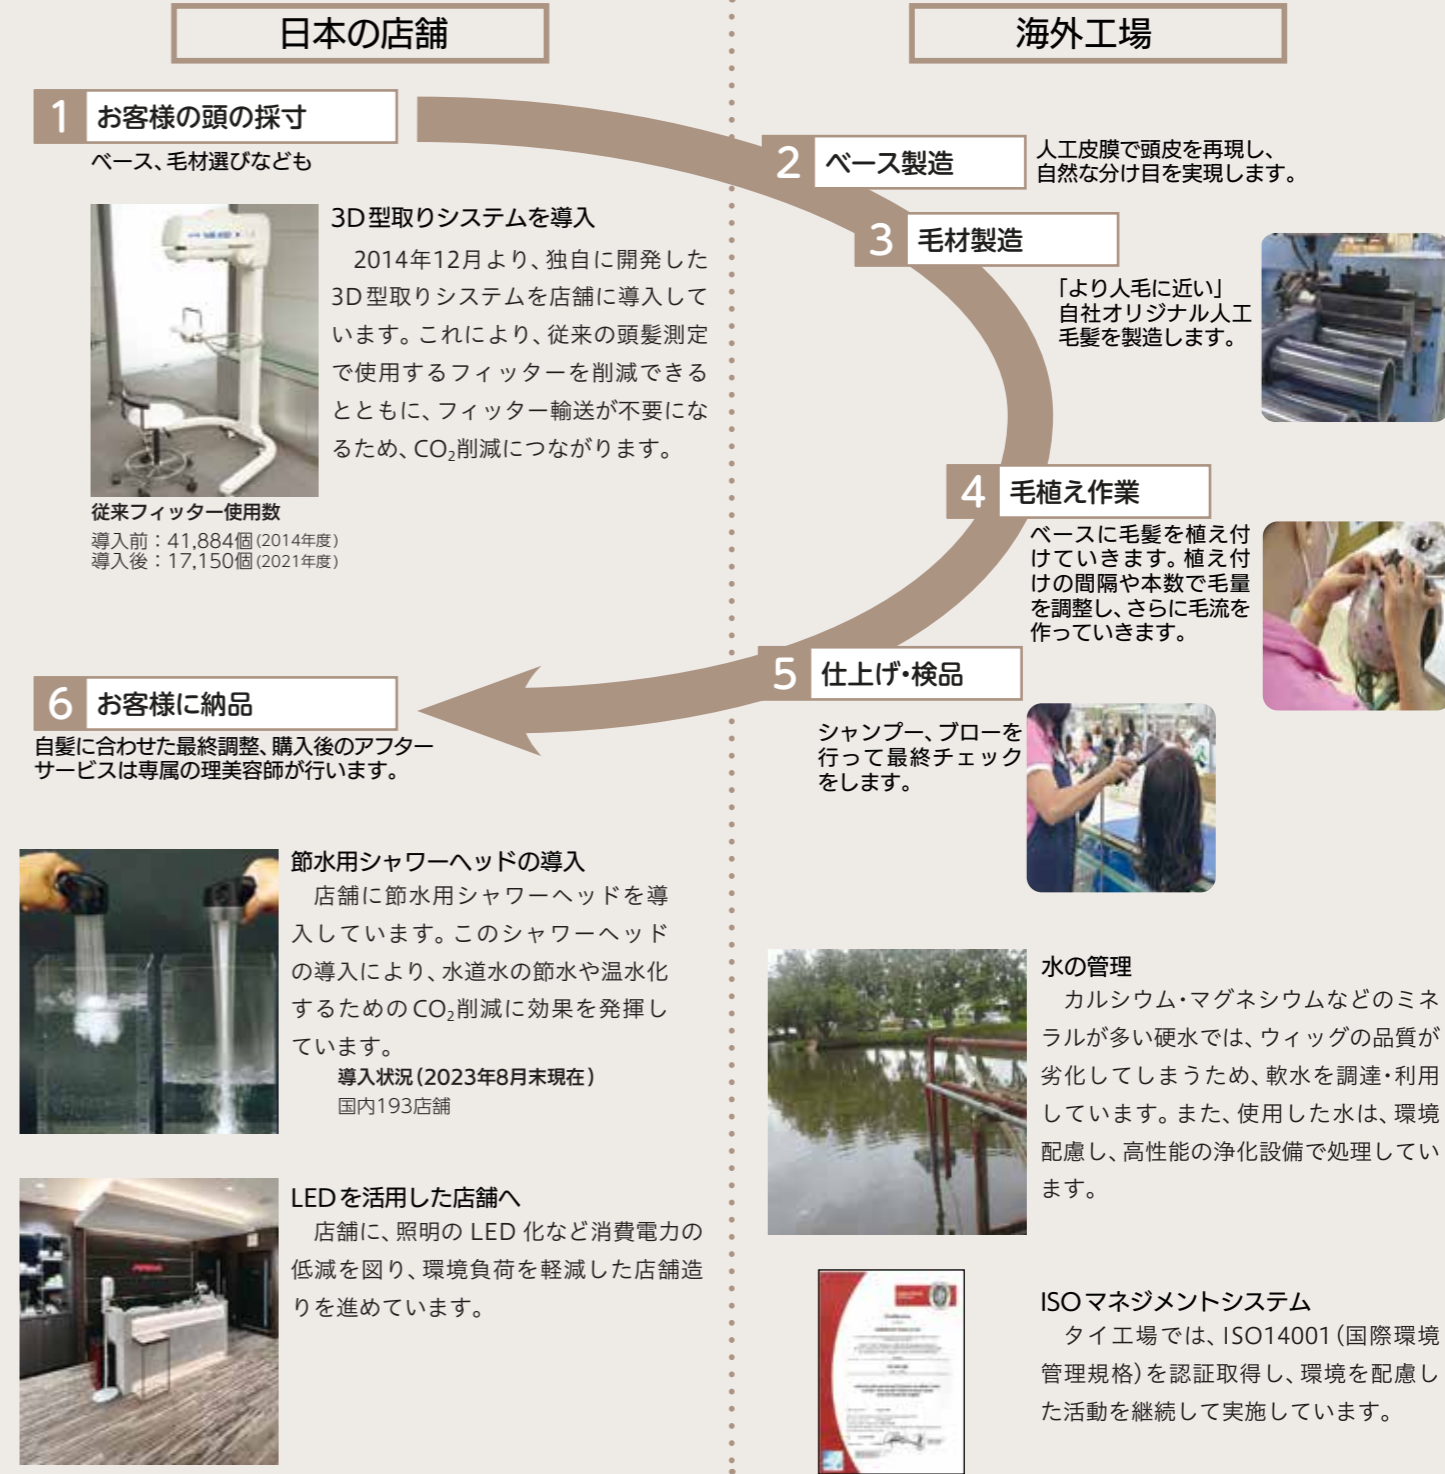 日本の店舗
1 お客様の頭の採寸
ベース、毛材選びなども
3D型取りシステムを導入
2014年12月より、独自に開発した
3D型取りシステムを店舗に導入して
います。これにより、従来の頭髪測定
で使用するフィッターを削減できる
とともに、フィッター輸送が不要にな
るため、CO₂削減につながります。
従来フィッター使用数
導入前：41,884個(2014年度)
導入後：17,150個(2021年度)
海外工場
2 ベース製造
人工皮膜で頭皮を再現し、
自然な分け目を実現します。
3 毛材製造
「より人毛に近い」
自社オリジナル人工
毛髪を製造します。
4 毛植え作業
ベースに毛髪を植え付
けていきます。植え付
けの間隔や本数で毛量
を調整し、さらに毛流を
作っていきます。
5 仕上げ・検品
シャンプー、ブローを
行って最終チェック
をします。
6 お客様に納品
自髪に合わせた最終調整、購入後のアフター
サービスは専属の理美容師が行います。
節水用シャワーヘッドの導入
店舗に節水用シャワーヘッドを導
入しています。このシャワーヘッド
の導入により、水道水の節水や温水化
するためのCO₂削減に効果を発揮し
ています。
導入状況(2023年8月末現在)
国内193店舗
LEDを活用した店舗へ
店舗に、照明の LED 化など消費電力の
低減を図り、環境負荷を軽減した店舗造
りを進めています。
水の管理
カルシウム・マグネシウムなどのミネ
ラルが多い硬水では、ウィッグの品質が
劣化してしまうため、軟水を調達・利用
しています。また、使用した水は、環境
配慮し、高性能の浄化設備で処理してい
ます。
ISOマネジメントシステム
タイ工場では、ISO14001(国際環境
管理規格)を認証取得し、環境を配慮し
た活動を継続して実施しています。